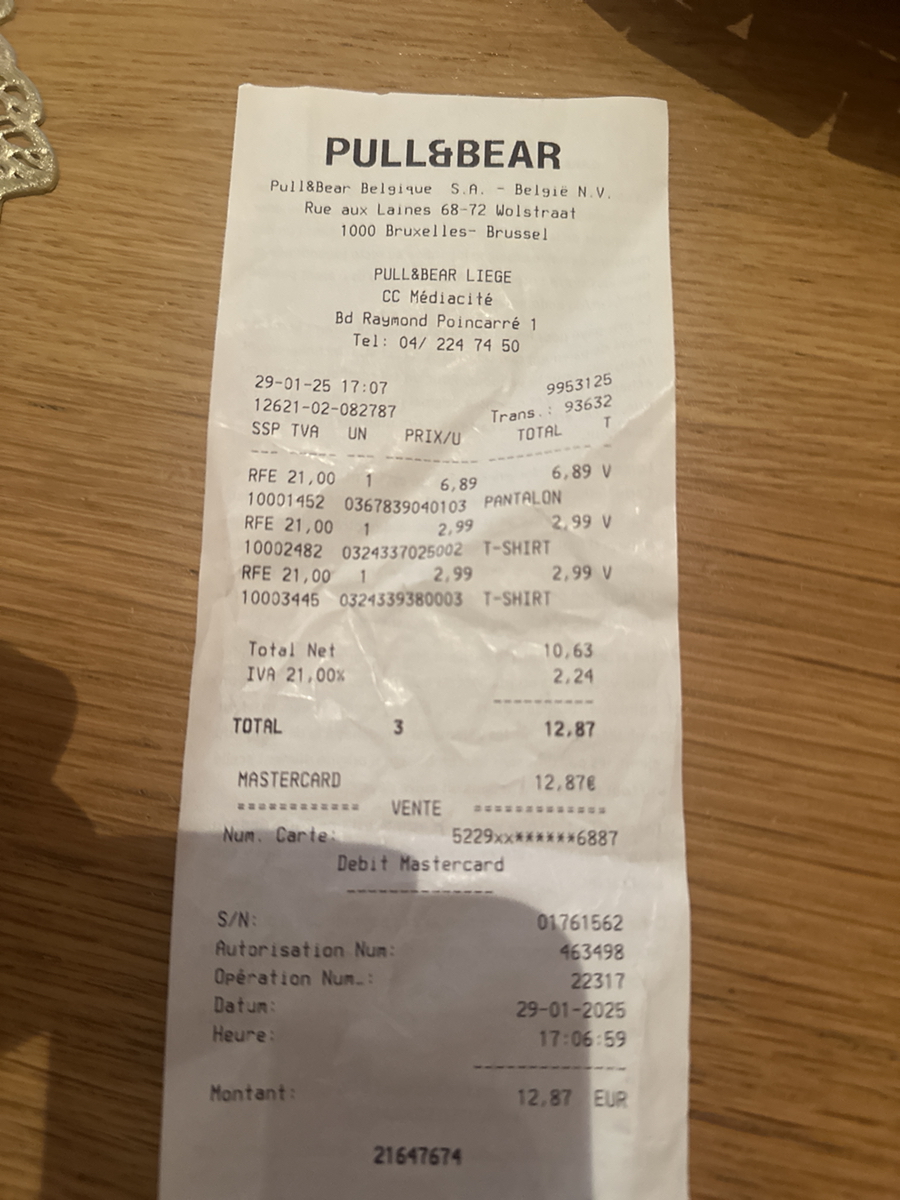 PULL&BEAR
Pull&Bear Belgique S.A. - België N.V.
Rue aux Laines 68-72 Wolstraat
1000 Bruxelles- Brussel
PULL&BEAR LIEGE
CC Médiacité
Bd Raymond Poincarré 1
Tel: 04/ 224 74 50
29-01-25 17:07 9953125
12621-02-082787 Trans.: 93632
SSP TVA UN PRIX/U TOTAL T
--- ----- --- --------- ------------ -
RFE 21,00 1 6,89 6,89 V
10001452 0367839040103 PANTALON
RFE 21,00 1 2,99 2,99 V
10002482 0324337025002 T-SHIRT
RFE 21,00 1 2,99 2,99 V
10003445 0324339380003 T-SHIRT
Total Net 10,63
IVA 21,00% 2,24
----------
TOTAL 3 12,87
MASTERCARD 12,87€
============ VENTE =============
Num. Carte: 5229xx******6887
Debit Mastercard
--------------
S/N: 01761562
Autorisation Num: 463498
Opération Num.: 22317
Datum: 29-01-2025
Heure: 17:06:59
--------------
Montant: 12,87 EUR
21647674